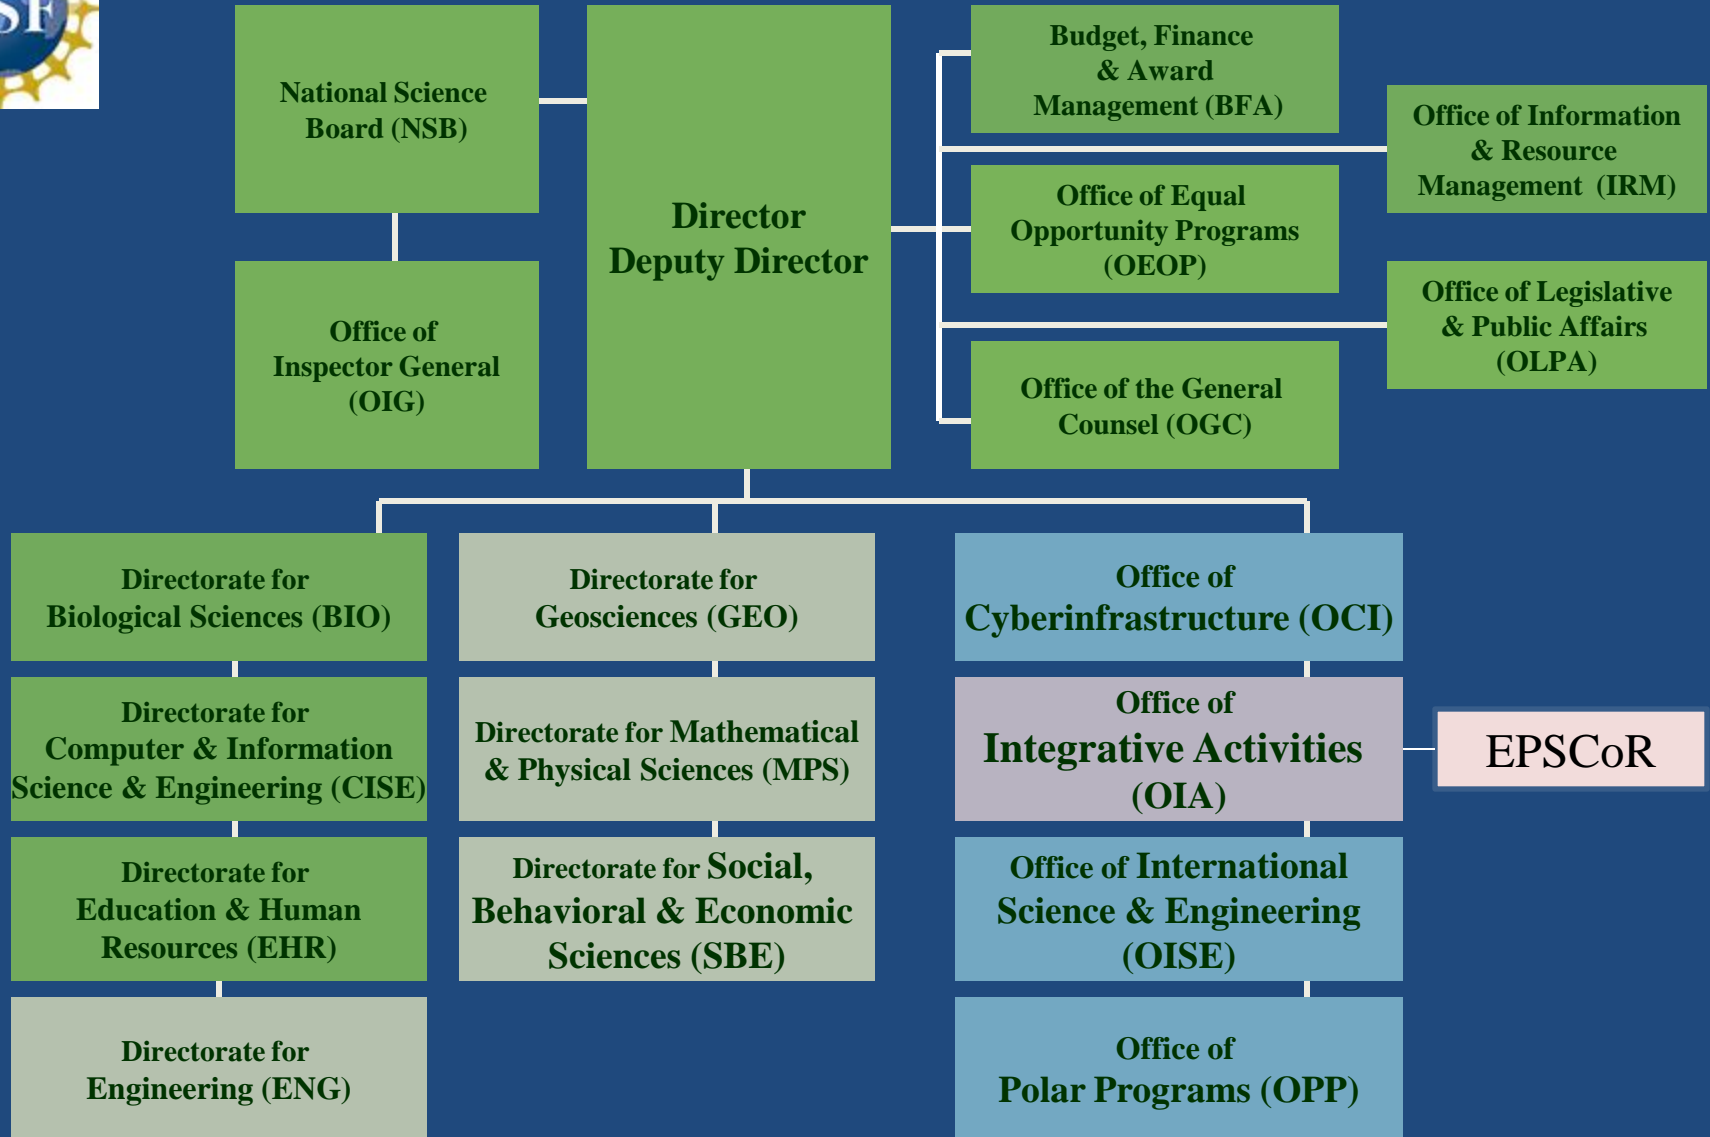 SF
National Science
Board (NSB)
Office of
Inspector General
(OIG)
Director
Deputy Director
Budget, Finance
& Award
Management (BFA)
Office of Information
& Resource
Management (IRM)
Office of Equal
Opportunity Programs
(OEOP)
Office of Legislative
& Public Affairs
(OLPA)
Office of the General
Counsel (OGC)
Directorate for
Biological Sciences (BIO)
Directorate for
Computer & Information
Science & Engineering (CISE)
Directorate for
Education & Human
Resources (EHR)
Directorate for
Engineering (ENG)
Directorate for
Geosciences (GEO)
Directorate for Mathematical
& Physical Sciences (MPS)
Directorate for Social,
Behavioral & Economic
Sciences (SBE)
Office of
Cyberinfrastructure (OCI)
Office of
Integrative Activities
(OIA)
EPSCoR
Office of International
Science & Engineering
(OISE)
Office of
Polar Programs (OPP)